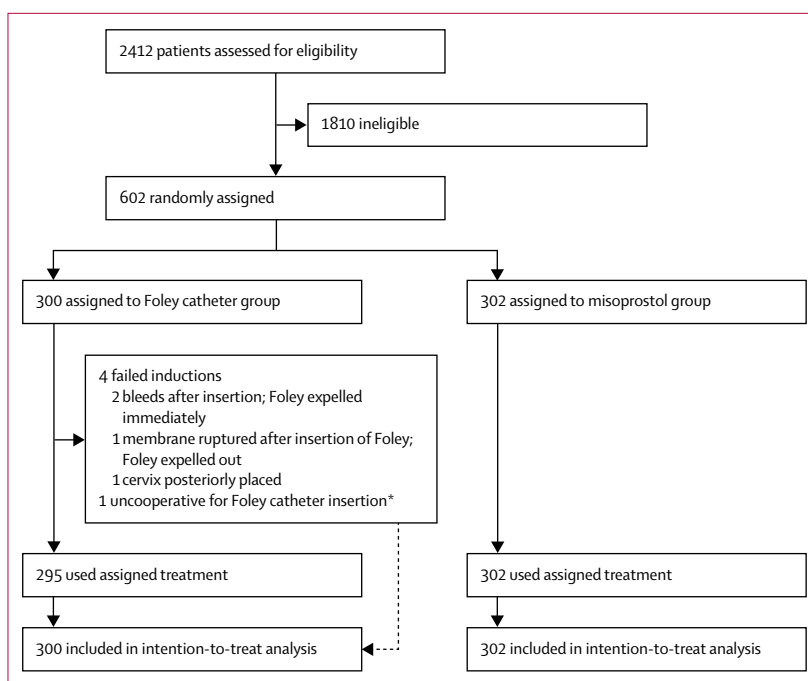 2412 patients assessed for eligibility
1810 ineligible
602 randomly assigned
300 assigned to Foley catheter group
302 assigned to misoprostol group
4 failed inductions
2 bleeds after insertion; Foley expelled
immediately
1 membrane ruptured after insertion of Foley;
Foley expelled out
1 cervix posteriorly placed
1 uncooperative for Foley catheter insertion*
295 used assigned treatment
302 used assigned treatment
300 included in intention-to-treat analysis
302 included in intention-to-treat analysis